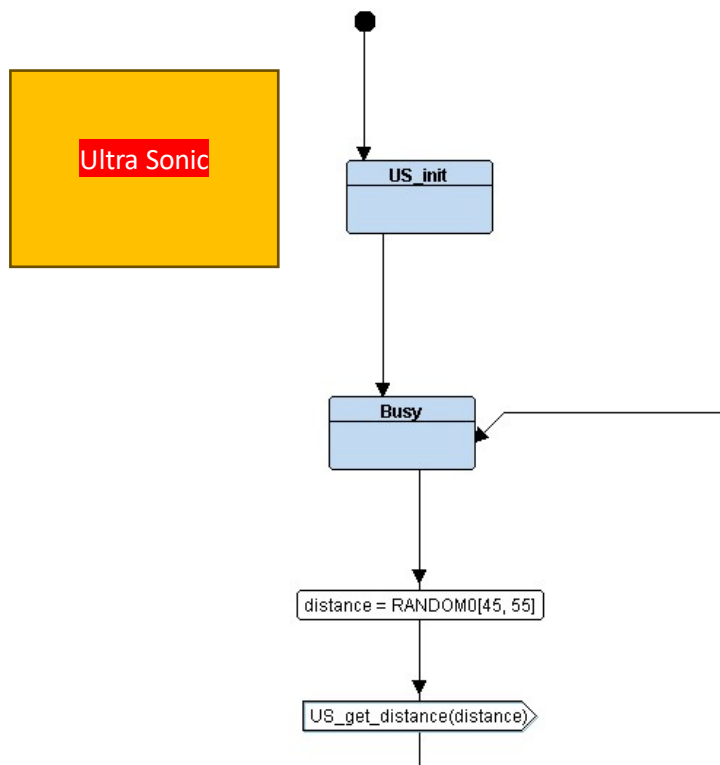 Ultra Sonic
US_init
Busy
distance = RANDOM0[45, 55]
US_get_distance(distance)